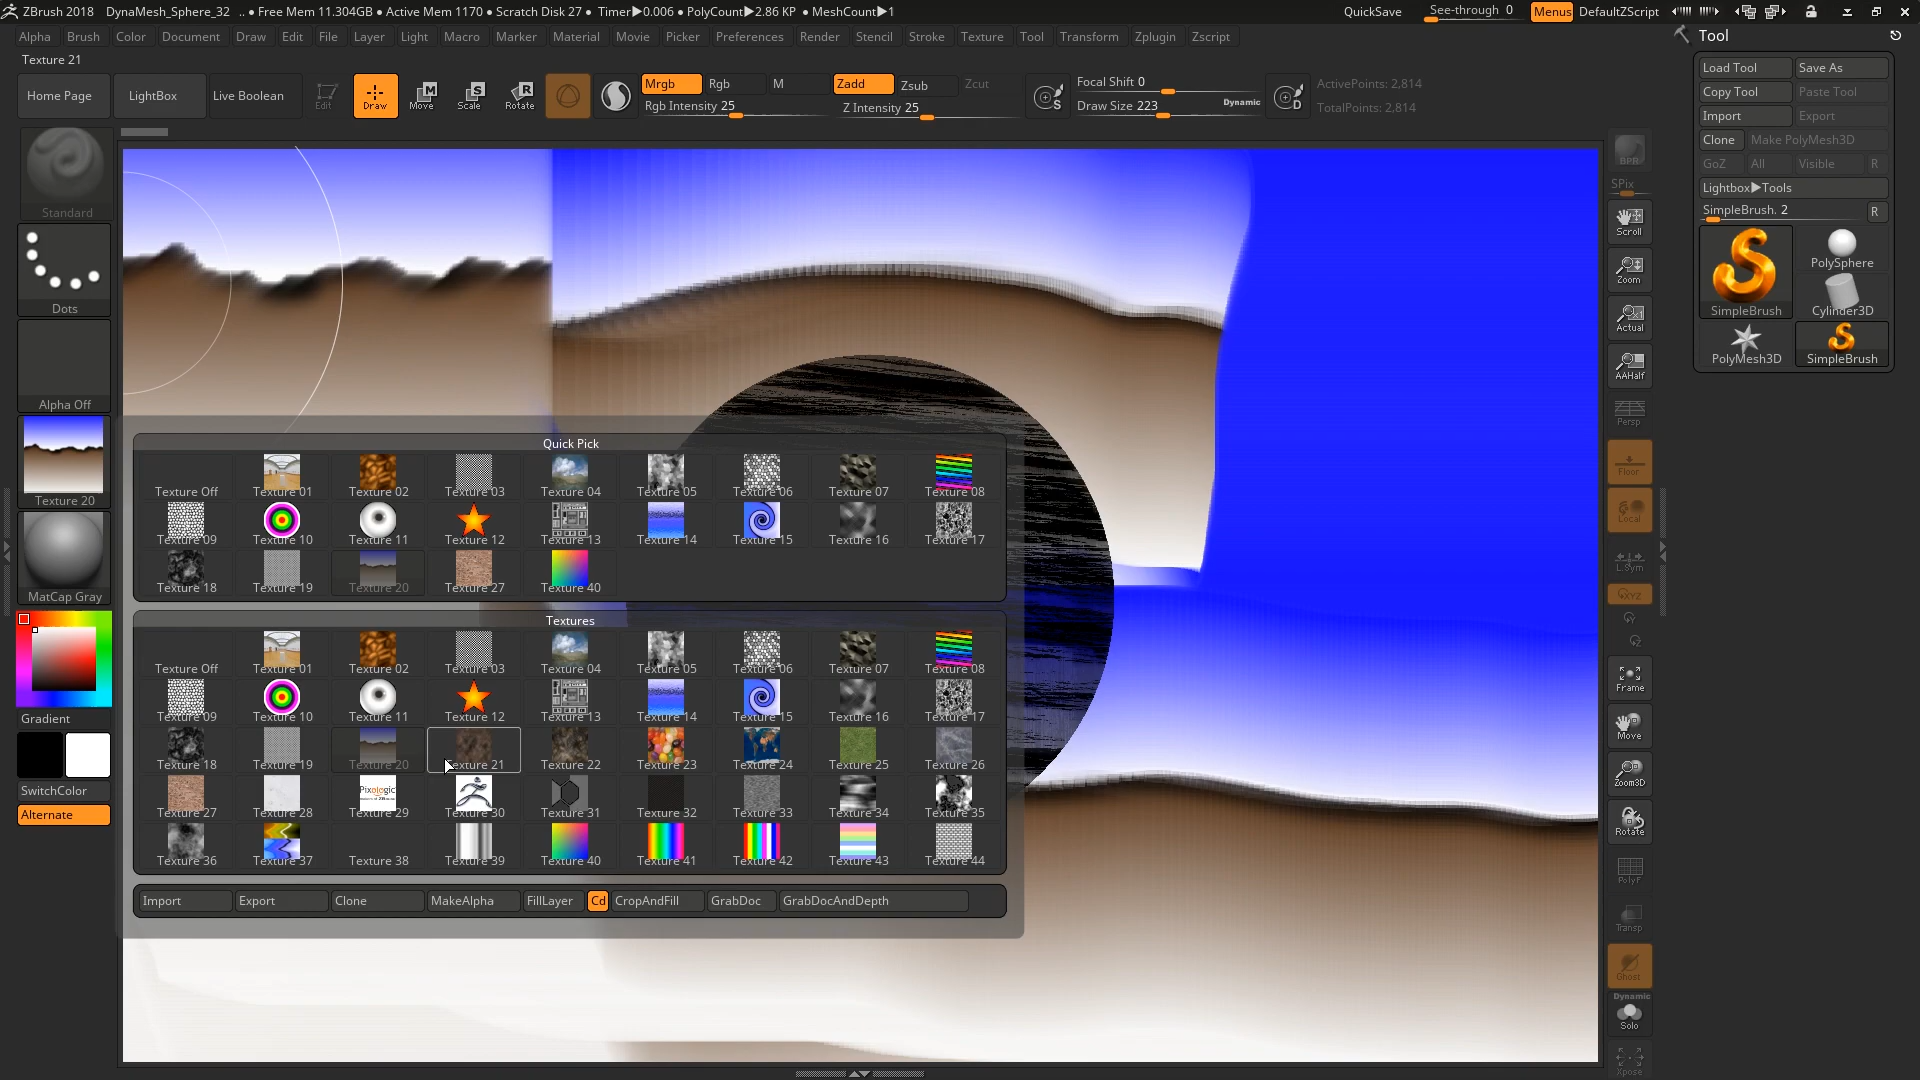 ZBrush 2018 DynaMesh_Sphere_32 .. • Free Mem 11.304GB • Active Mem 1170 • Scratch Disk 27 • Timer▶0.006 • PolyCount▶2.86 KP • MeshCount▶1
QuickSave See-through 0 Menus DefaultZScript
Alpha Brush Color Document Draw Edit File Layer Light Macro Marker Material Movie Picker Preferences Render Stencil Stroke Texture Tool Transform Zplugin Zscript
Tool
Texture 21
Load Tool Save As
Copy Tool Paste Tool
Import Export
Clone Make PolyMesh3D
GoZ All Visible R
Lightbox▶Tools
SimpleBrush. 2 R
SimpleBrush PolySphere
Cylinder3D
PolyMesh3D SimpleBrush
Home Page LightBox Live Boolean Edit Draw Move Scale Rotate
M S R
Mrgb Rgb M Zadd Zsub Zcut
Rgb Intensity 25 Z Intensity 25
Focal Shift 0
Draw Size 223 Dynamic
S D
ActivePoints: 2,814
TotalPoints: 2,814
Standard
Dots
Alpha Off
Texture 20
MatCap Gray
Gradient
SwitchColor
Alternate
Quick Pick
Texture Off Texture 01 Texture 02 Texture 03 Texture 04 Texture 05 Texture 06 Texture 07 Texture 08
Texture 09 Texture 10 Texture 11 Texture 12 Texture 13 Texture 14 Texture 15 Texture 16 Texture 17
Texture 18 Texture 19 Texture 20 Texture 27 Texture 40
Textures
Texture Off Texture 01 Texture 02 Texture 03 Texture 04 Texture 05 Texture 06 Texture 07 Texture 08
Texture 09 Texture 10 Texture 11 Texture 12 Texture 13 Texture 14 Texture 15 Texture 16 Texture 17
Texture 18 Texture 19 Texture 20 Texture 21 Texture 22 Texture 23 Texture 24 Texture 25 Texture 26
Pixologic
Texture 27 Texture 28 Texture 29 Texture 30 Texture 31 Texture 32 Texture 33 Texture 34 Texture 35
Texture 36 Texture 37 Texture 38 Texture 39 Texture 40 Texture 41 Texture 42 Texture 43 Texture 44
Import Export Clone MakeAlpha FillLayer Cd CropAndFill GrabDoc GrabDocAndDepth
BPR
SPix
Scroll
Zoom
Actual
AAHalf
Persp
Floor
Local
L.Sym
XYZ
Frame
Move
Zoom3D
Rotate
PolyF
Transp
Ghost
Dynamic
Solo
Xpose